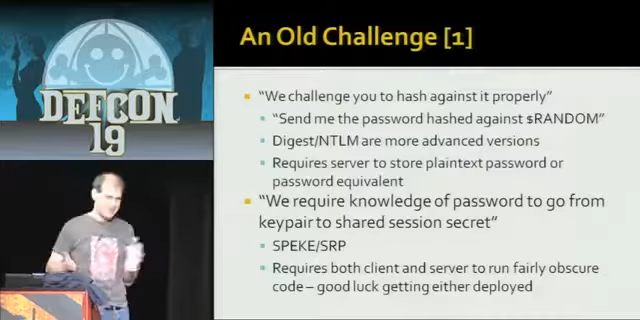 An Old Challenge [1]
DEFCON
19
"We challenge you to hash against it properly"
"Send me the password hashed against $RANDOM"
Digest/NTLM are more advanced versions
Requires server to store plaintext password or
password equivalent
"We require knowledge of password to go from
keypair to shared session secret"
SPEKE/SRP
Requires both client and server to run fairly obscure
code – good luck getting either deployed